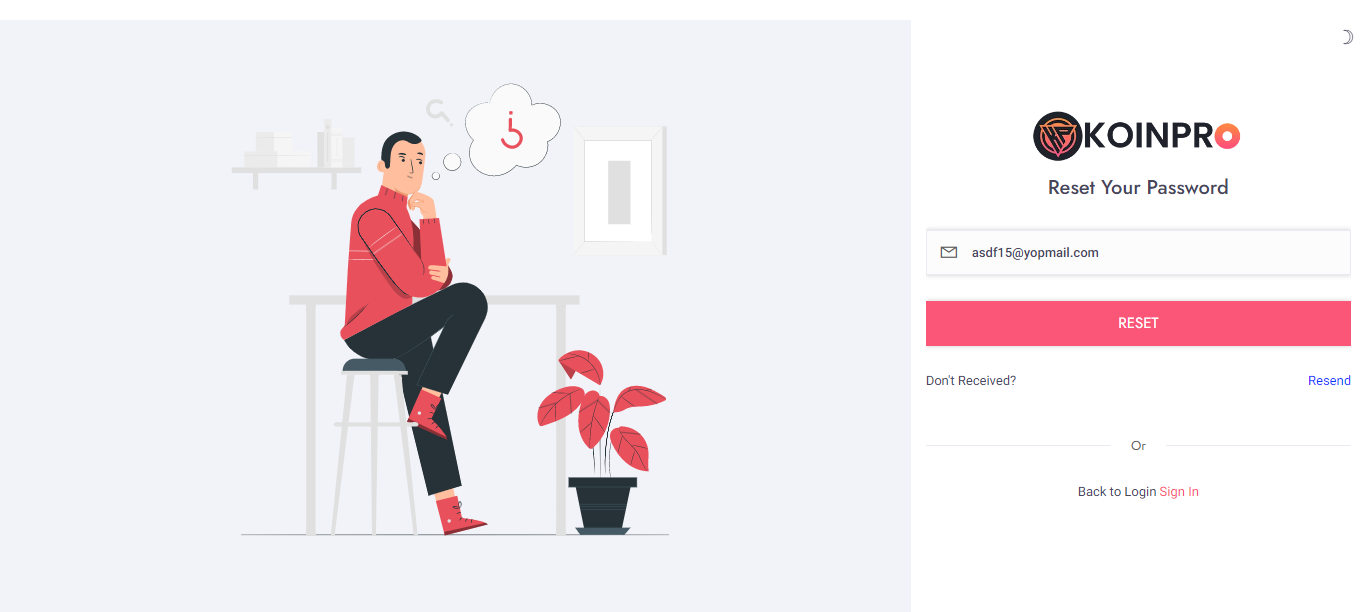 KOINPRO
Reset Your Password
asdf15@yopmail.com
RESET
Don't Received? Resend
Or
Back to Login Sign In